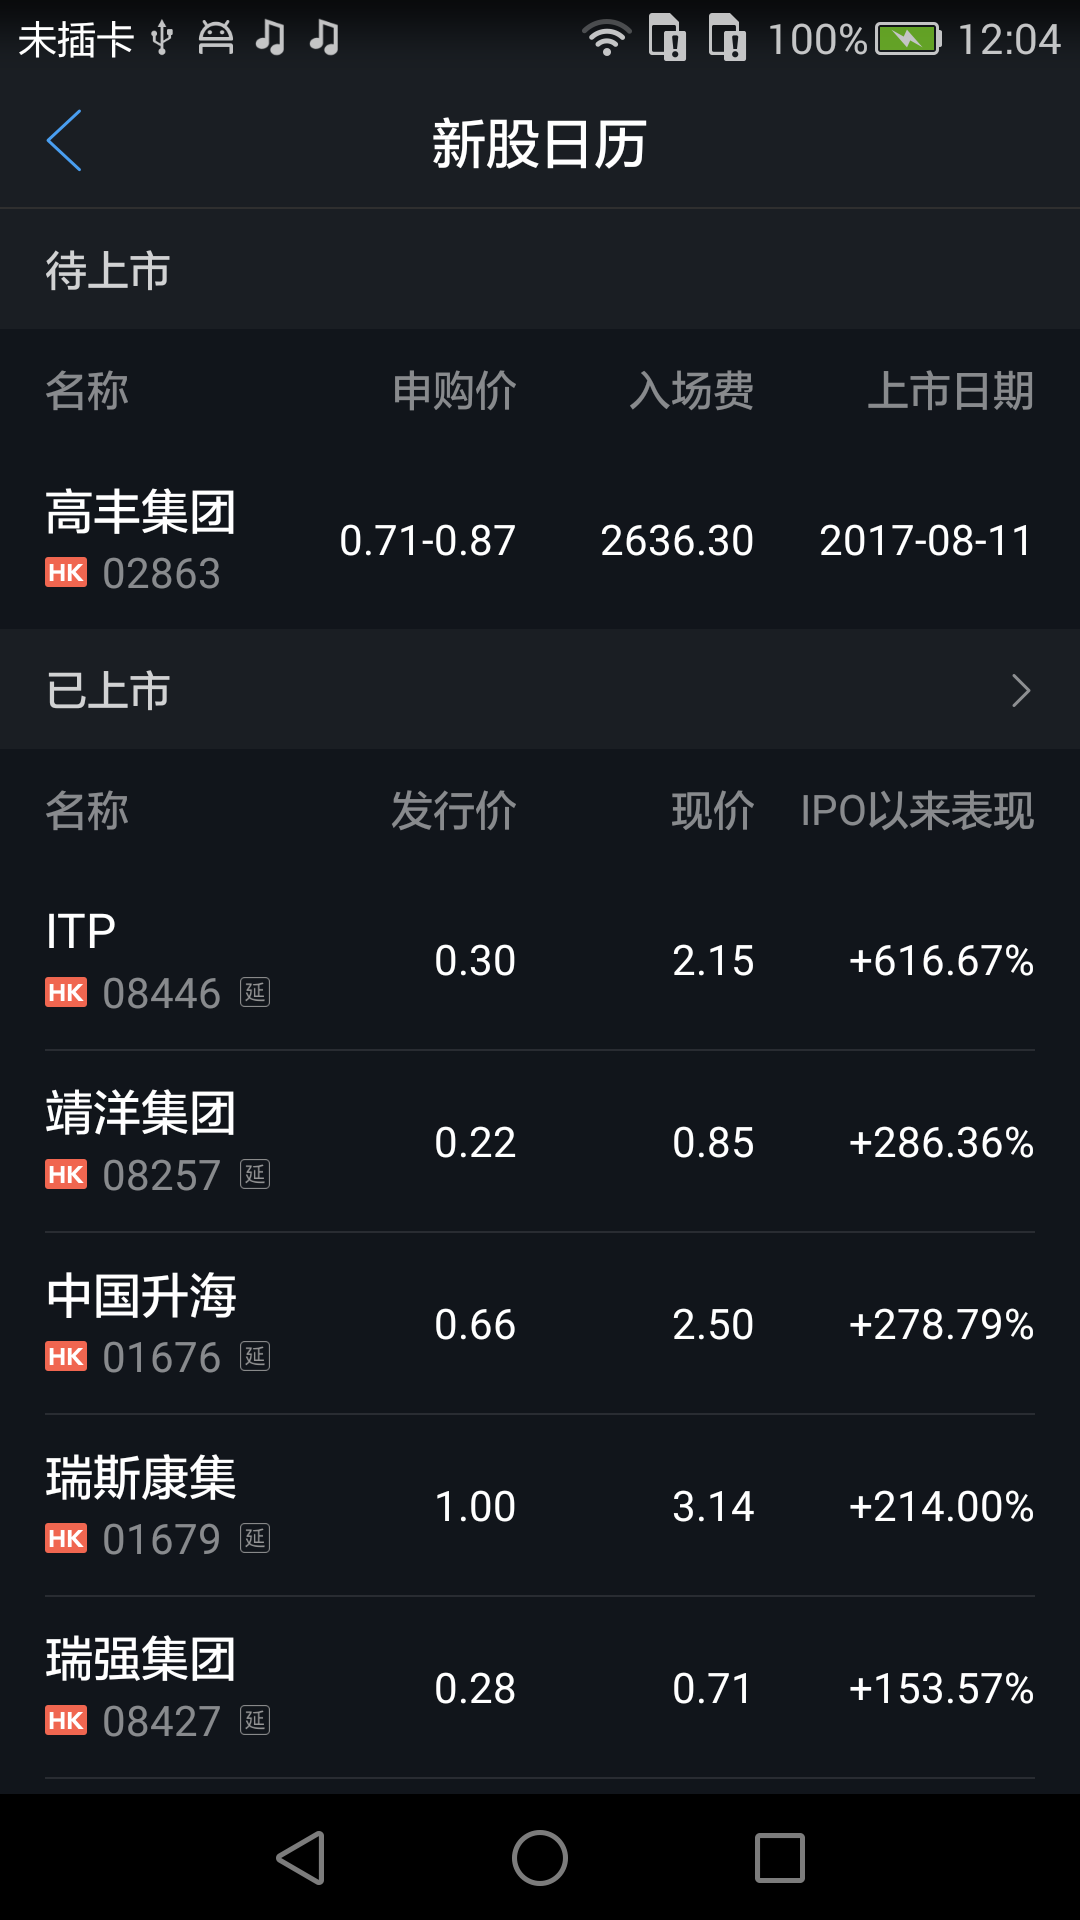 未插卡 100% 12:04
新股日历
待上市
名称 申购价 入场费 上市日期
高丰集团 0.71-0.87 2636.30 2017-08-11
HK 02863
已上市
名称 发行价 现价 IPO以来表现
ITP 0.30 2.15 +616.67%
HK 08446 延
靖洋集团 0.22 0.85 +286.36%
HK 08257 延
中国升海 0.66 2.50 +278.79%
HK 01676 延
瑞斯康集 1.00 3.14 +214.00%
HK 01679 延
瑞强集团 0.28 0.71 +153.57%
HK 08427 延